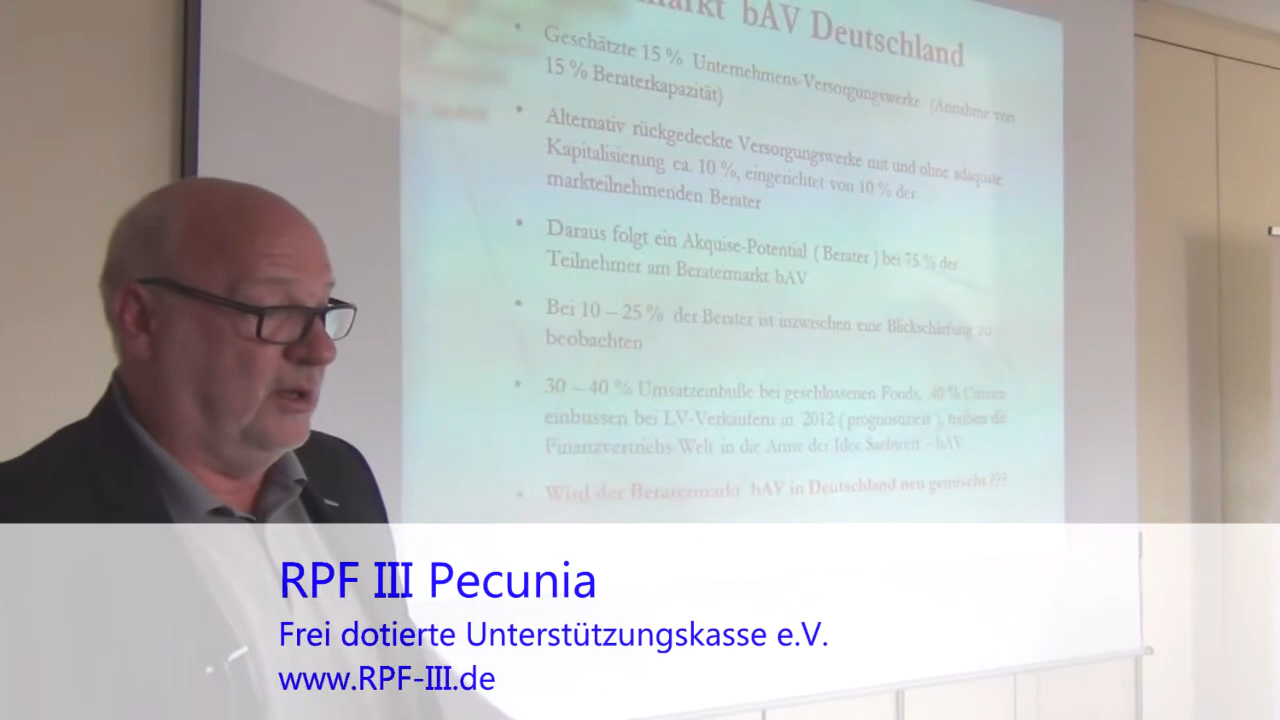 bAV Deutschland
• Geschätzte 15 % Unternehmens-Versorgungswerke (Annahme von
15 % Beraterkapazität)
• Alternativ rückgedeckte Versorgungswerke mit und ohne adäquate
Kapitalisierung ca. 10 %, eingerichtet von 10 % der
marktteilnehmenden Berater
• Daraus folgt ein Akquise-Potential ( Berater ) bei 75 % der
Teilnehmer am Beratermarkt bAV
• Bei 10 – 25 % der Berater ist inzwischen eine Blickschärfung zu
beobachten
• 30 – 40 % Umsatzeinbuße bei geschlossenen Fonds, 40 % Umsatz
einbussen bei LV-Verkäufern in 2012 ( prognostiziert ), treiben die
Finanzvertriebs Welt in die Arme der Idee Sachwert - bAV
• Wird der Beratermarkt bAV in Deutschland neu gemischt ???
RPF III Pecunia
Frei dotierte Unterstützungskasse e.V.
www.RPF-III.de